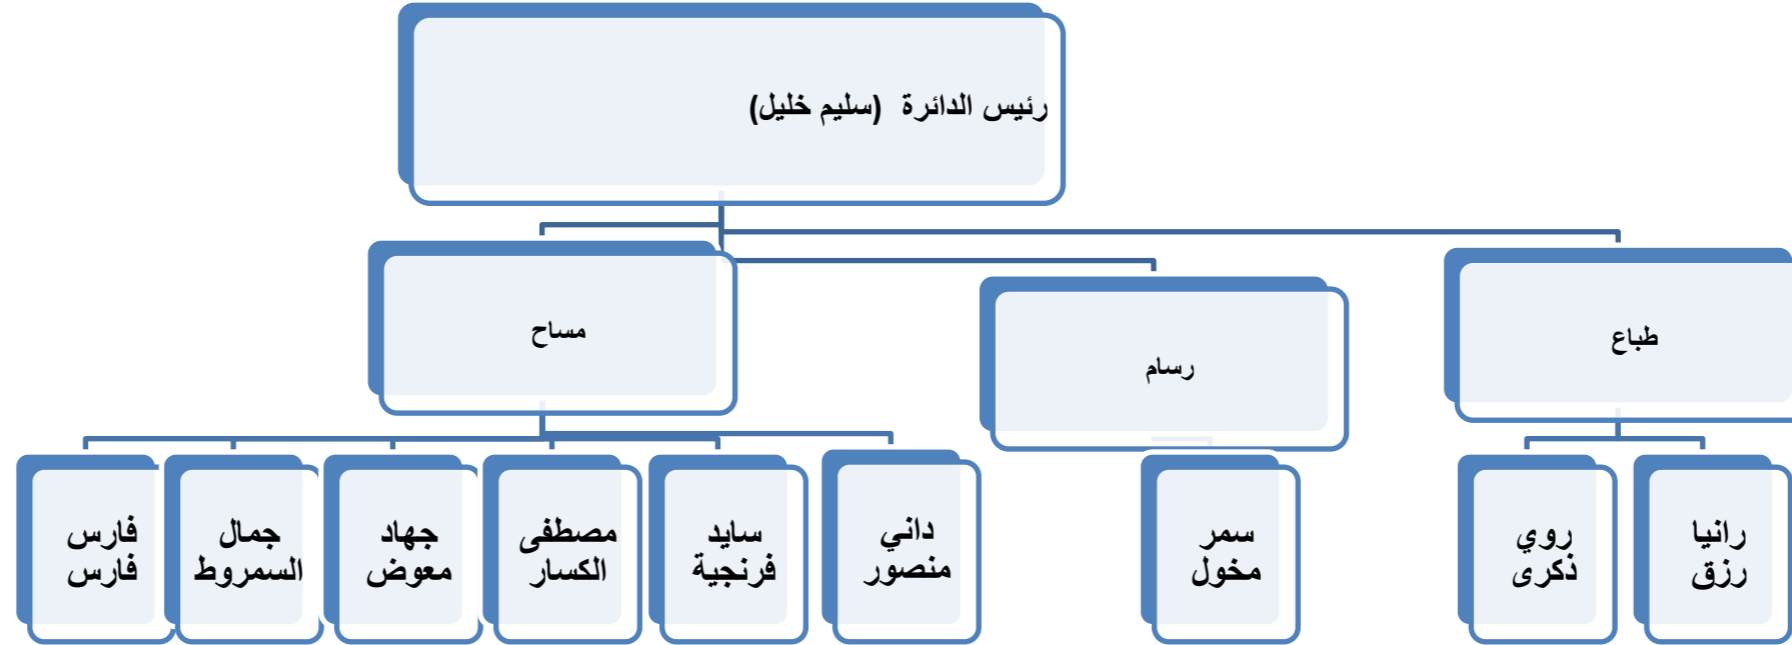 رئيس الدائرة (سليم خليل)
طباع
رسام
مساح
رانيا
رزق
روي
ذكرى
سمر
مخول
داني
منصور
سايد
فرنجية
مصطفى
الكسار
جهاد
معوض
جمال
السمروط
فارس
فارس